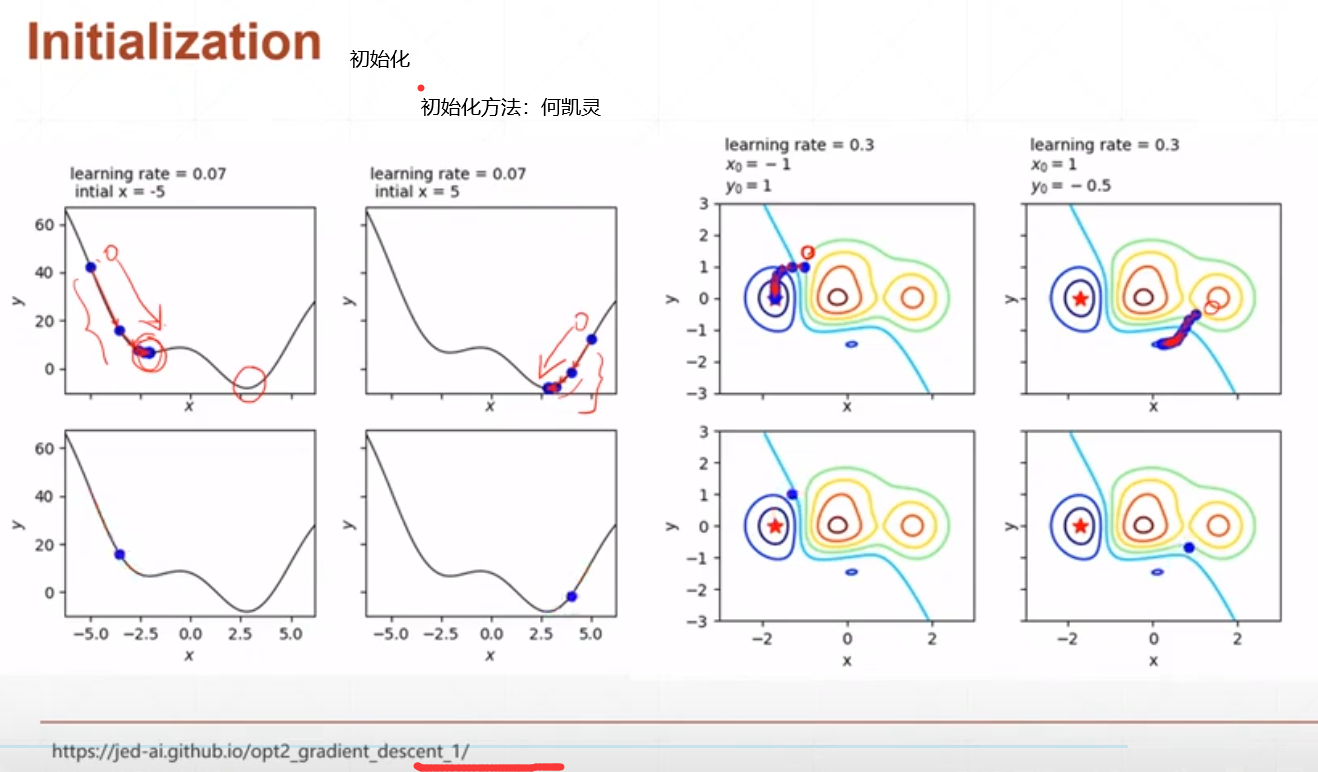 Initialization
初始化
初始化方法：何凯灵
learning rate = 0.07
intial x = -5
learning rate = 0.07
intial x = 5
learning rate = 0.3
x₀ = − 1
y₀ = 1
learning rate = 0.3
x₀ = 1
y₀ = − 0.5
60
40
20
0
y
x
y
x
3
2
1
0
−1
−2
−3
y
x
y
x
60
40
20
0
y
−5.0 −2.5 0.0 2.5 5.0
x
y
−5.0 −2.5 0.0 2.5 5.0
x
3
2
1
0
−1
−2
−3
y
−2 0 2
x
y
−2 0 2
x
https://jed-ai.github.io/opt2_gradient_descent_1/